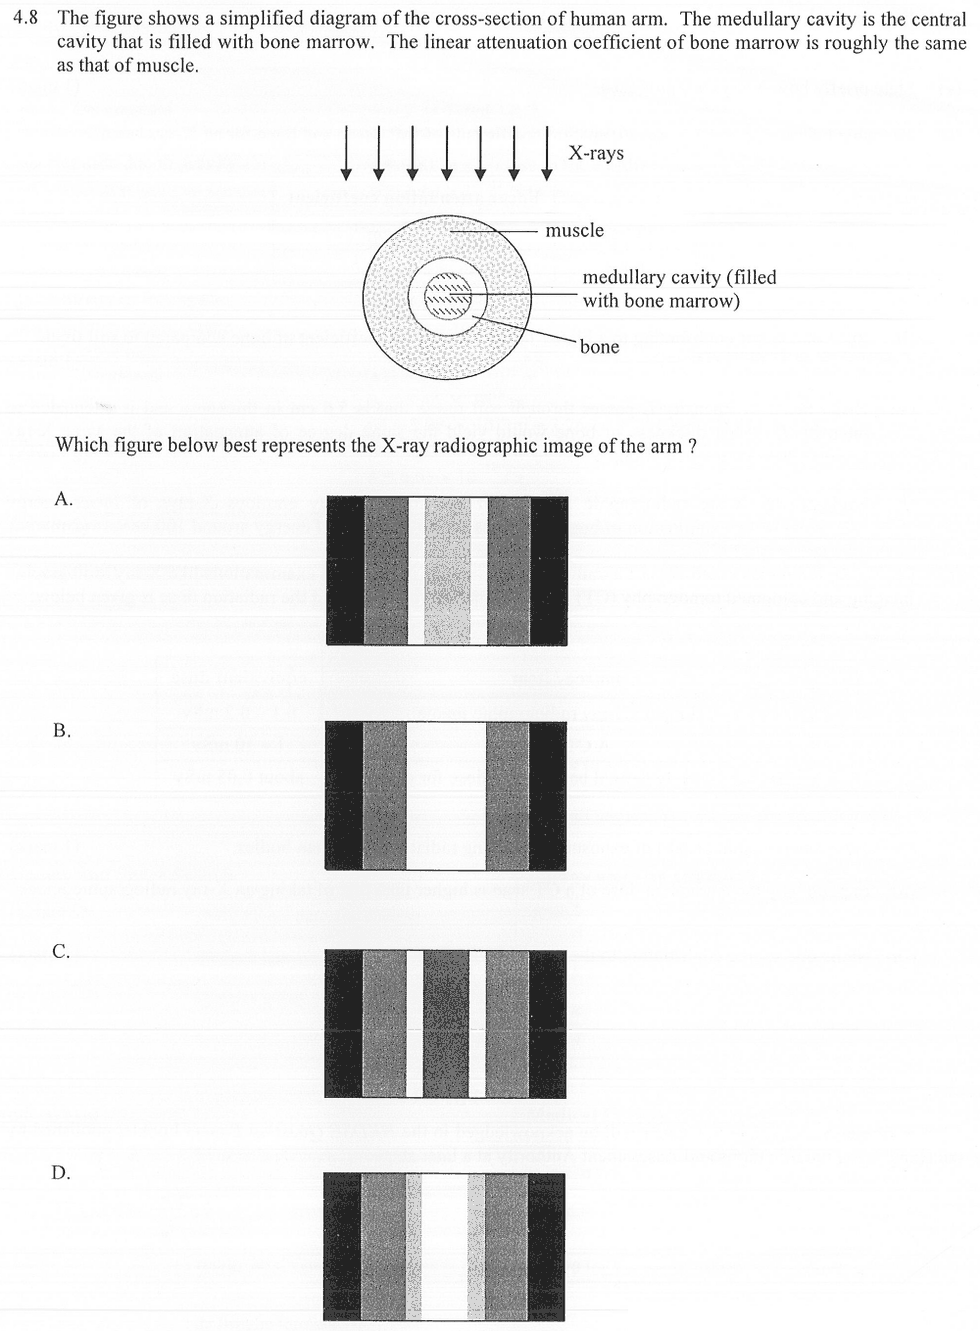 4.8 The figure shows a simplified diagram of the cross-section of human arm. The medullary cavity is the central
cavity that is filled with bone marrow. The linear attenuation coefficient of bone marrow is roughly the same
as that of muscle.
X-rays
muscle
medullary cavity (filled
with bone marrow)
bone
Which figure below best represents the X-ray radiographic image of the arm ?
A.
B.
C.
D.